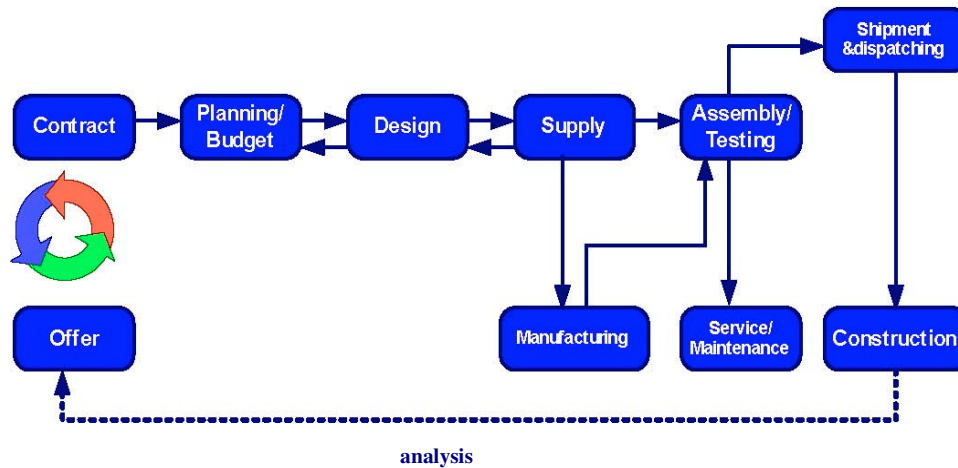 Shipment
&dispatching
Contract
Planning/
Budget
Design
Supply
Assembly/
Testing
Offer
Manufacturing
Service/
Maintenance
Construction
analysis